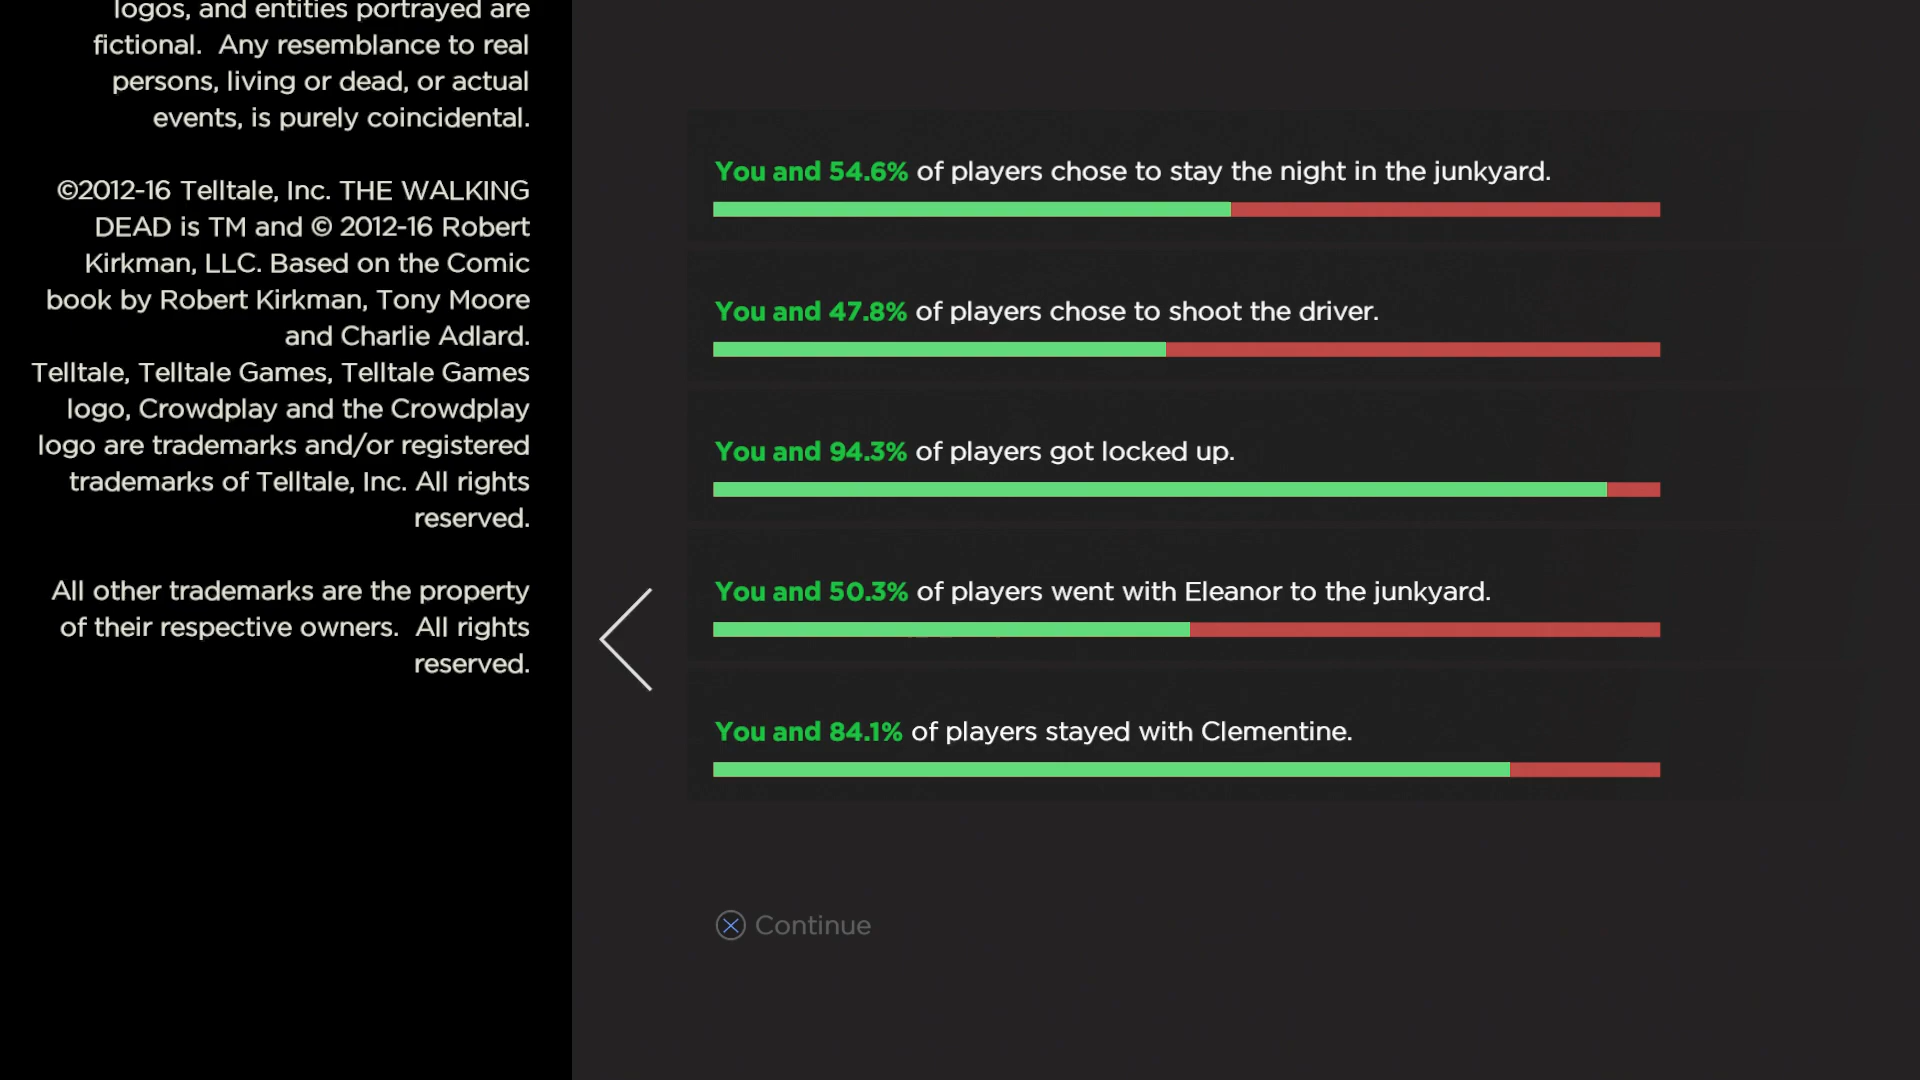 logos, and entities portrayed are
fictional.  Any resemblance to real
persons, living or dead, or actual
events, is purely coincidental.
©2012-16 Telltale, Inc. THE WALKING
DEAD is TM and © 2012-16 Robert
Kirkman, LLC. Based on the Comic
book by Robert Kirkman, Tony Moore
and Charlie Adlard.
Telltale, Telltale Games, Telltale Games
logo, Crowdplay and the Crowdplay
logo are trademarks and/or registered
trademarks of Telltale, Inc. All rights
reserved.
All other trademarks are the property
of their respective owners.  All rights
reserved.
You and 54.6% of players chose to stay the night in the junkyard.
You and 47.8% of players chose to shoot the driver.
You and 94.3% of players got locked up.
You and 50.3% of players went with Eleanor to the junkyard.
You and 84.1% of players stayed with Clementine.
Continue